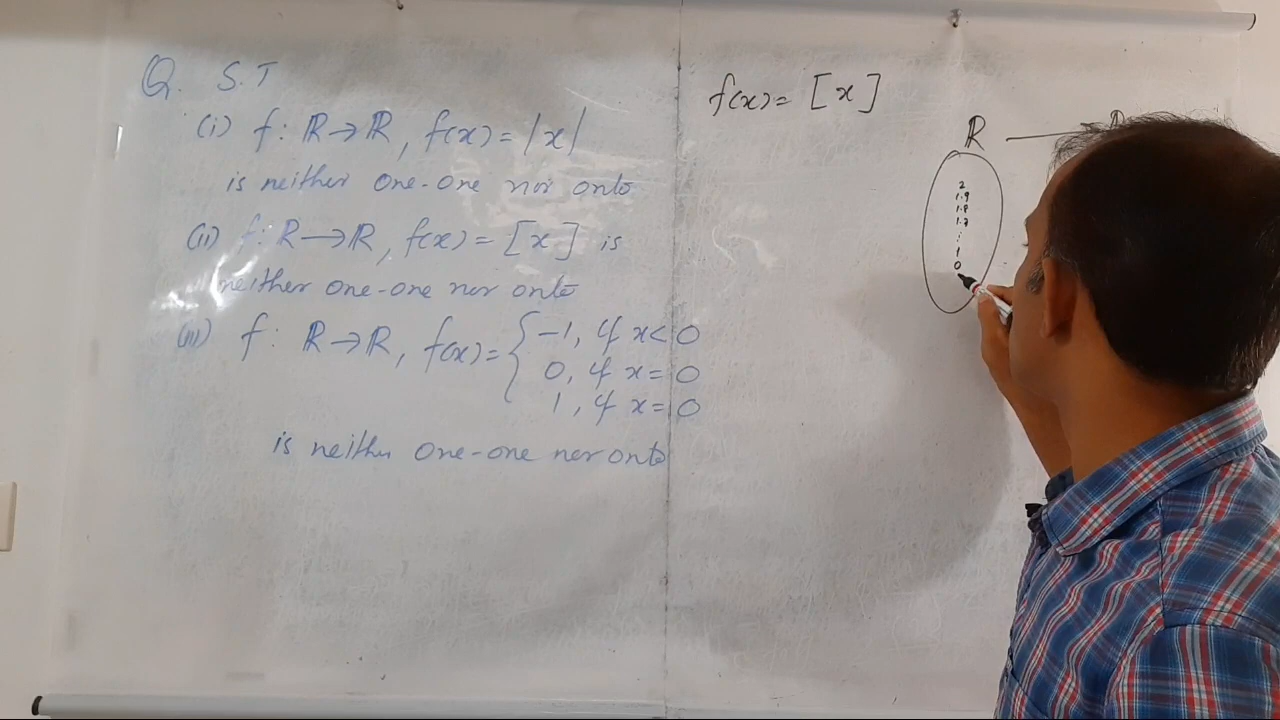 Q. S.T
(i) f: R→R, f(x)=|x|
is neither one-one nor onto
(ii) f: R→R, f(x)=[x] is
neither one-one nor onto
(iii) f: R→R, f(x)={ -1, if x<0
0, if x=0
1, if x=0
is neither one-one nor onto
f(x)=[x]
R
2
1.9
1.8
1.7
⋮
1
0